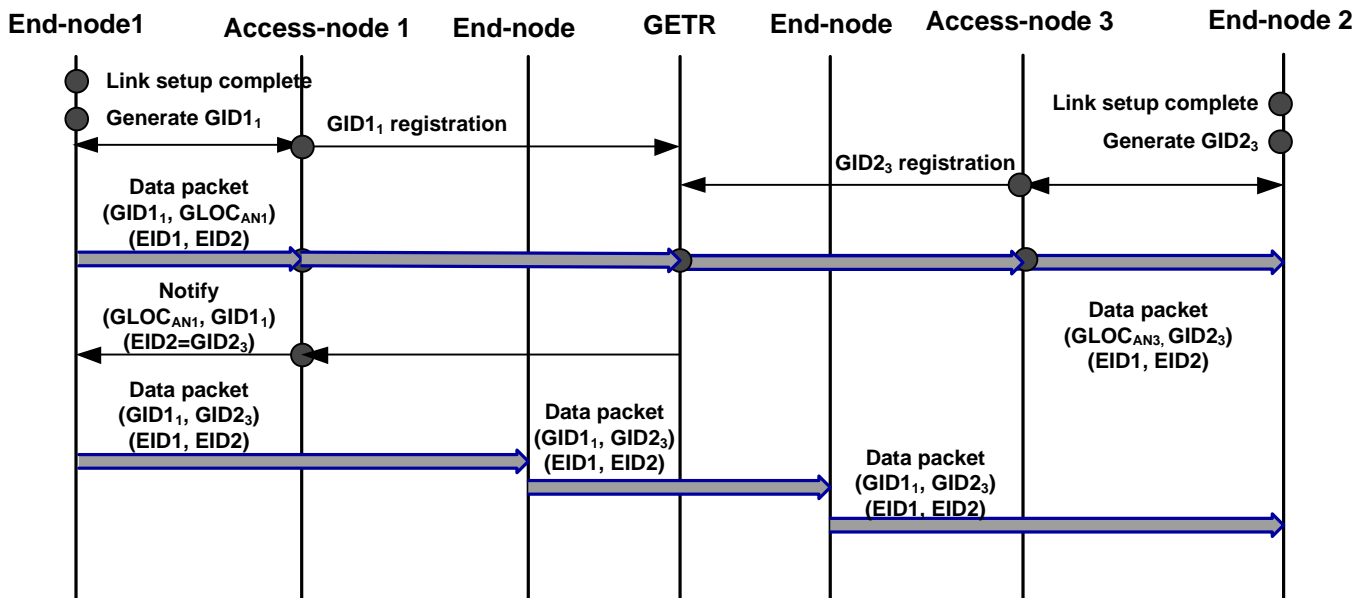 End-node1
Access-node 1
End-node
GETR
End-node
Access-node 3
End-node 2
Link setup complete
Generate GID1₁
GID1₁ registration
Link setup complete
Generate GID2₃
GID2₃ registration
Data packet
(GID1₁, GLOC_AN1)
(EID1, EID2)
Notify
(GLOC_AN1, GID1₁)
(EID2=GID2₃)
Data packet
(GLOC_AN3, GID2₃)
(EID1, EID2)
Data packet
(GID1₁, GID2₃)
(EID1, EID2)
Data packet
(GID1₁, GID2₃)
(EID1, EID2)
Data packet
(GID1₁, GID2₃)
(EID1, EID2)